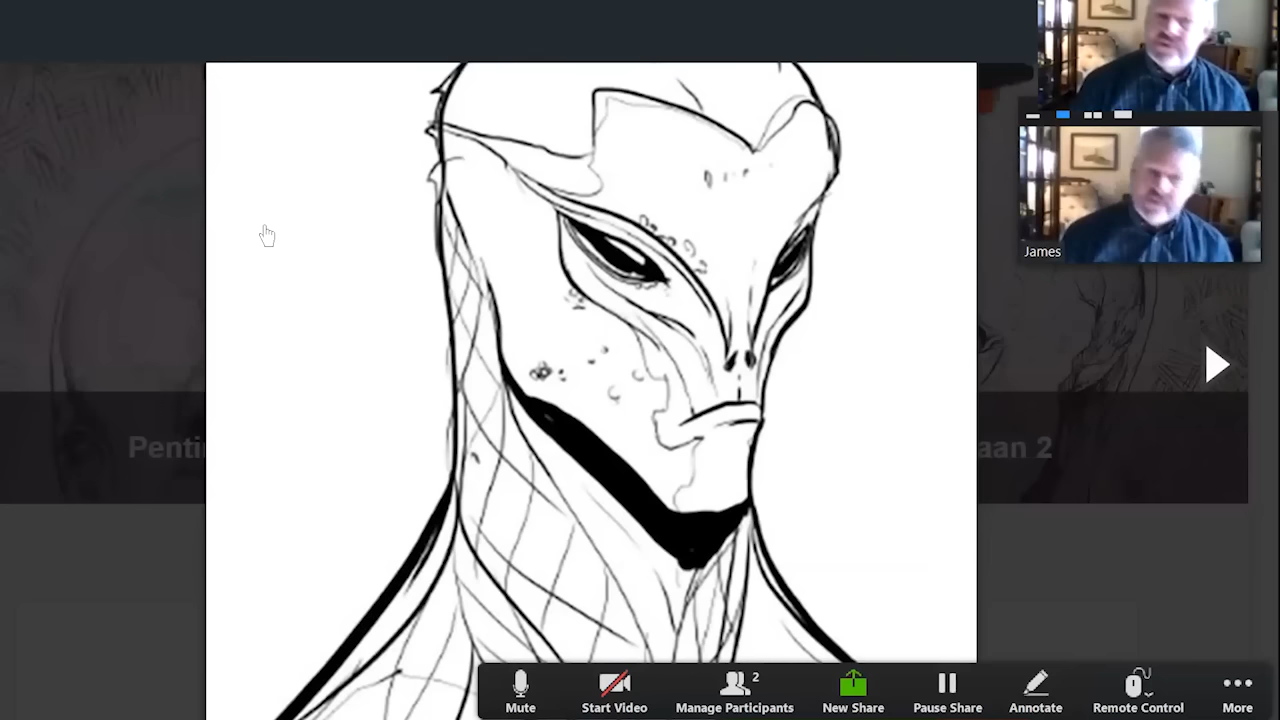 James
Penti
aan 2
2
Mute
Start Video
Manage Participants
New Share
Pause Share
Annotate
Remote Control
More